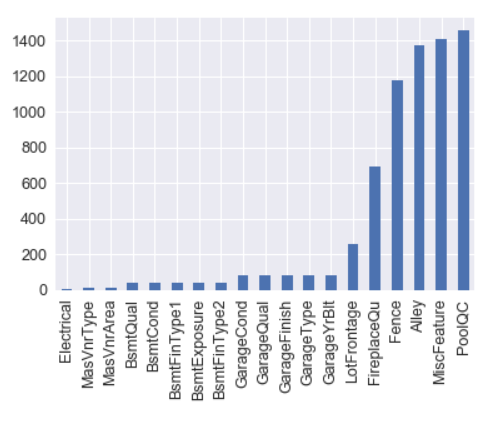 1400
1200
1000
800
600
400
200
0
Electrical
MasVnrType
MasVnrArea
BsmtQual
BsmtCond
BsmtFinType1
BsmtExposure
BsmtFinType2
GarageCond
GarageQual
GarageFinish
GarageType
GarageYrBlt
LotFrontage
FireplaceQu
Fence
Alley
MiscFeature
PoolQC